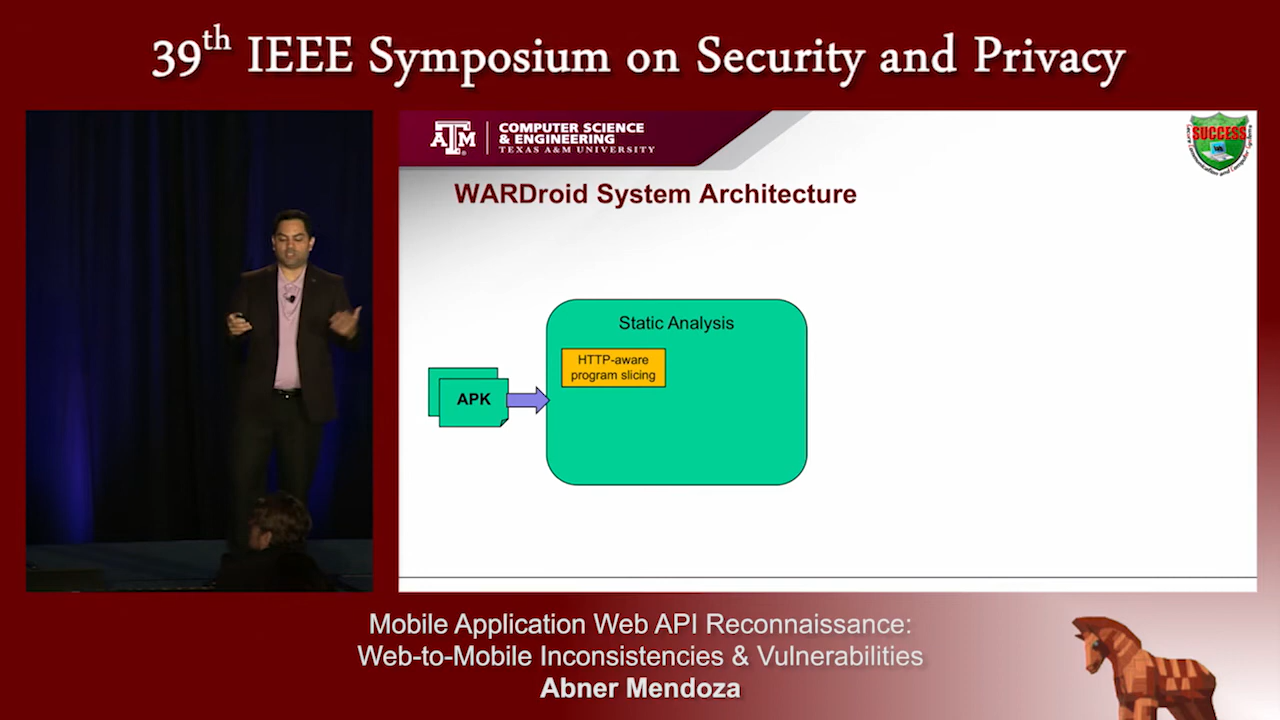 39th IEEE Symposium on Security and Privacy
ATM
COMPUTER SCIENCE
& ENGINEERING
TEXAS A&M UNIVERSITY
SUCCESS
WARDroid System Architecture
Static Analysis
HTTP-aware
program slicing
APK
Mobile Application Web API Reconnaissance:
Web-to-Mobile Inconsistencies & Vulnerabilities
Abner Mendoza